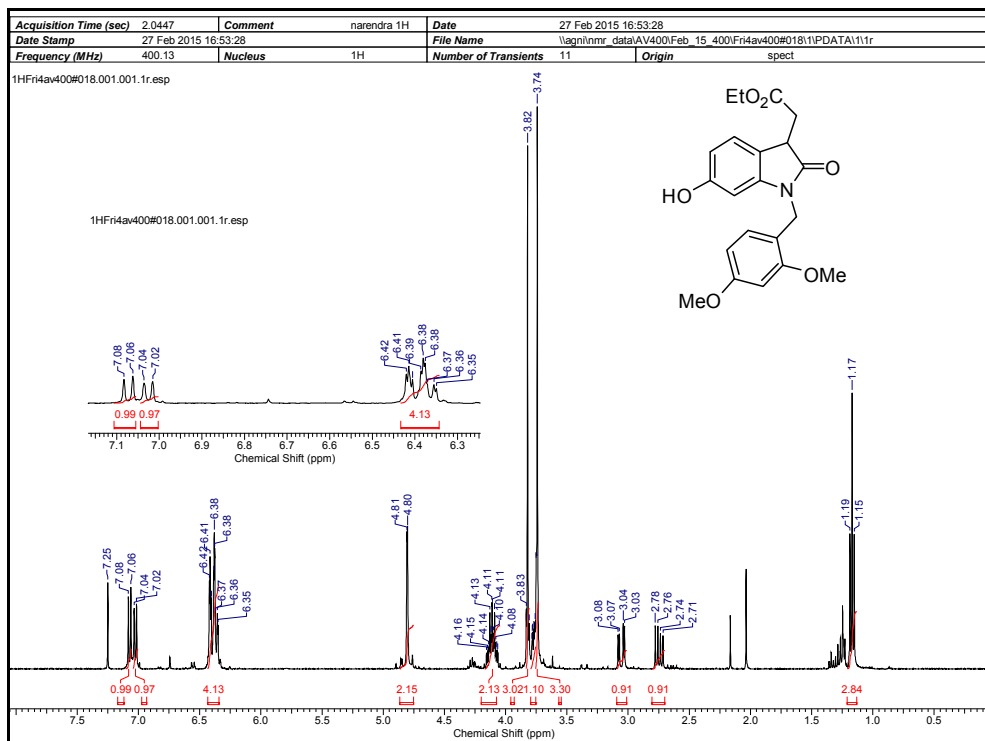 Acquisition Time (sec) 2.0447 Comment narendra 1H Date 27 Feb 2015 16:53:28
Date Stamp 27 Feb 2015 16:53:28 File Name \\agni\nmr_data\AV400\Feb_15_400\Fri4av400#018\1\PDATA\1\1r
Frequency (MHz) 400.13 Nucleus 1H Number of Transients 11 Origin spect
1HFri4av400#018.001.001.1r.esp
3.74
3.82
EtO2C
HO
N
O
OMe
MeO
1HFri4av400#018.001.001.1r.esp
7.08 7.06 7.04 7.02 6.42 6.41 6.39 6.38 6.38 6.37 6.36 6.35
0.99 0.97 4.13
7.1 7.0 6.9 6.8 6.7 6.6 6.5 6.4 6.3
Chemical Shift (ppm)
7.25 7.08 7.06 7.04 7.02 6.42 6.41 6.38 6.38 6.37 6.36 6.35 4.81 4.80 4.16 4.15 4.14 4.13 4.11 4.11 4.10 4.08 3.83 3.08 3.07 3.04 3.03 2.78 2.76 2.74 2.71 1.19 1.17 1.15
0.99 0.97 4.13 2.15 2.13 3.02 1.10 3.30 0.91 0.91 2.84
7.5 7.0 6.5 6.0 5.5 5.0 4.5 4.0 3.5 3.0 2.5 2.0 1.5 1.0 0.5
Chemical Shift (ppm)